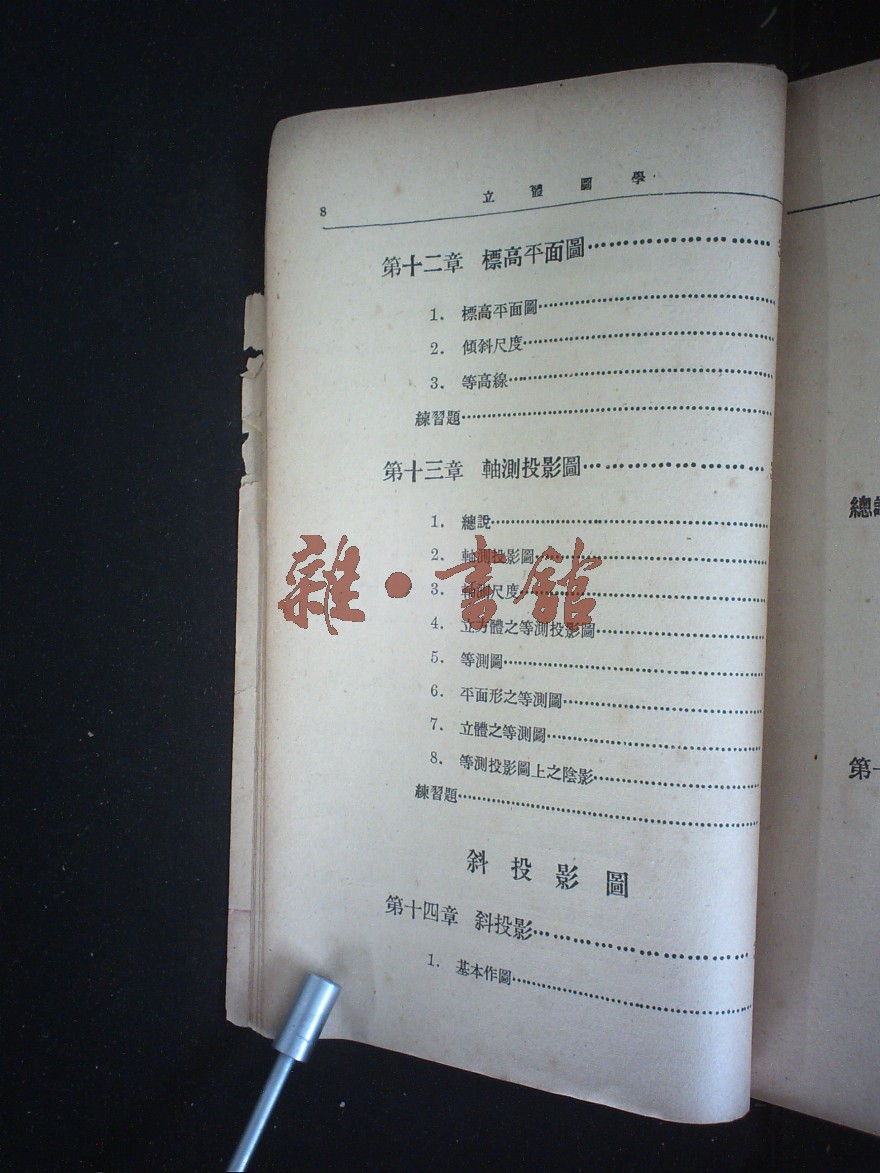 8 立體圖學
第十二章 標高平面圖
1. 標高平面圖
2. 傾斜尺度
3. 等高線
練習題
第十三章 軸測投影圖
1. 總說
2. 軸測投影圖
3. 軸測尺度
4. 立方體之等測投影圖
5. 等測圖
6. 平面形之等測圖
7. 立體之等測圖
8. 等測投影圖上之陰影
練習題
斜投影圖
第十四章 斜投影
1. 基本作圖
雜·書館
總
第